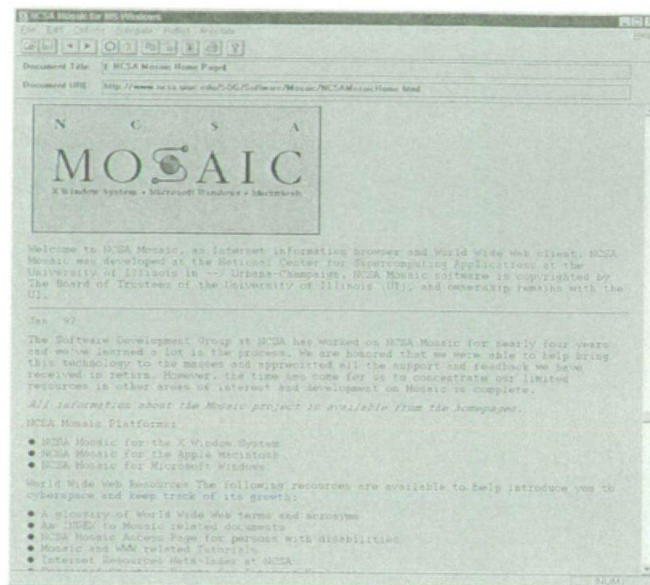 NCSA Mosaic for MS Windows
File Edit Options Navigate Hotlist Annotate Help
Document Title: NCSA Mosaic Home Page
Document URL: http://www.ncsa.uiuc.edu/SDG/Software/Mosaic/NCSAMosaicHome.html
N C S A
MOSAIC
X Window System • Microsoft Windows • Macintosh
Welcome to NCSA Mosaic, an Internet information browser and World Wide Web client. NCSA
Mosaic was developed at the National Center for Supercomputing Applications at the
University of Illinois in --> Urbana-Champaign. NCSA Mosaic software is copyrighted by
The Board of Trustees of the University of Illinois (UI), and ownership remains with the
UI.
Jan '97
The Software Development Group at NCSA has worked on NCSA Mosaic for nearly four years
and we've learned a lot in the process. We are honored that we were able to help bring
this technology to the masses and appreciated all the support and feedback we have
received in return. However, the time has come for us to concentrate our limited
resources in other areas of interest and development on Mosaic is complete.
All information about the Mosaic project is available from the homepages.
NCSA Mosaic Platforms:
● NCSA Mosaic for the X Window System
● NCSA Mosaic for the Apple Macintosh
● NCSA Mosaic for Microsoft Windows
World Wide Web Resources The following resources are available to help introduce you to
cyberspace and keep track of its growth:
● A glossary of World Wide Web terms and acronyms
● An INDEX to Mosaic related documents
● NCSA Mosaic Access Page for persons with disabilities
● Mosaic and WWW related Tutorials
● Internet Resources Meta-Index at NCSA
NUM